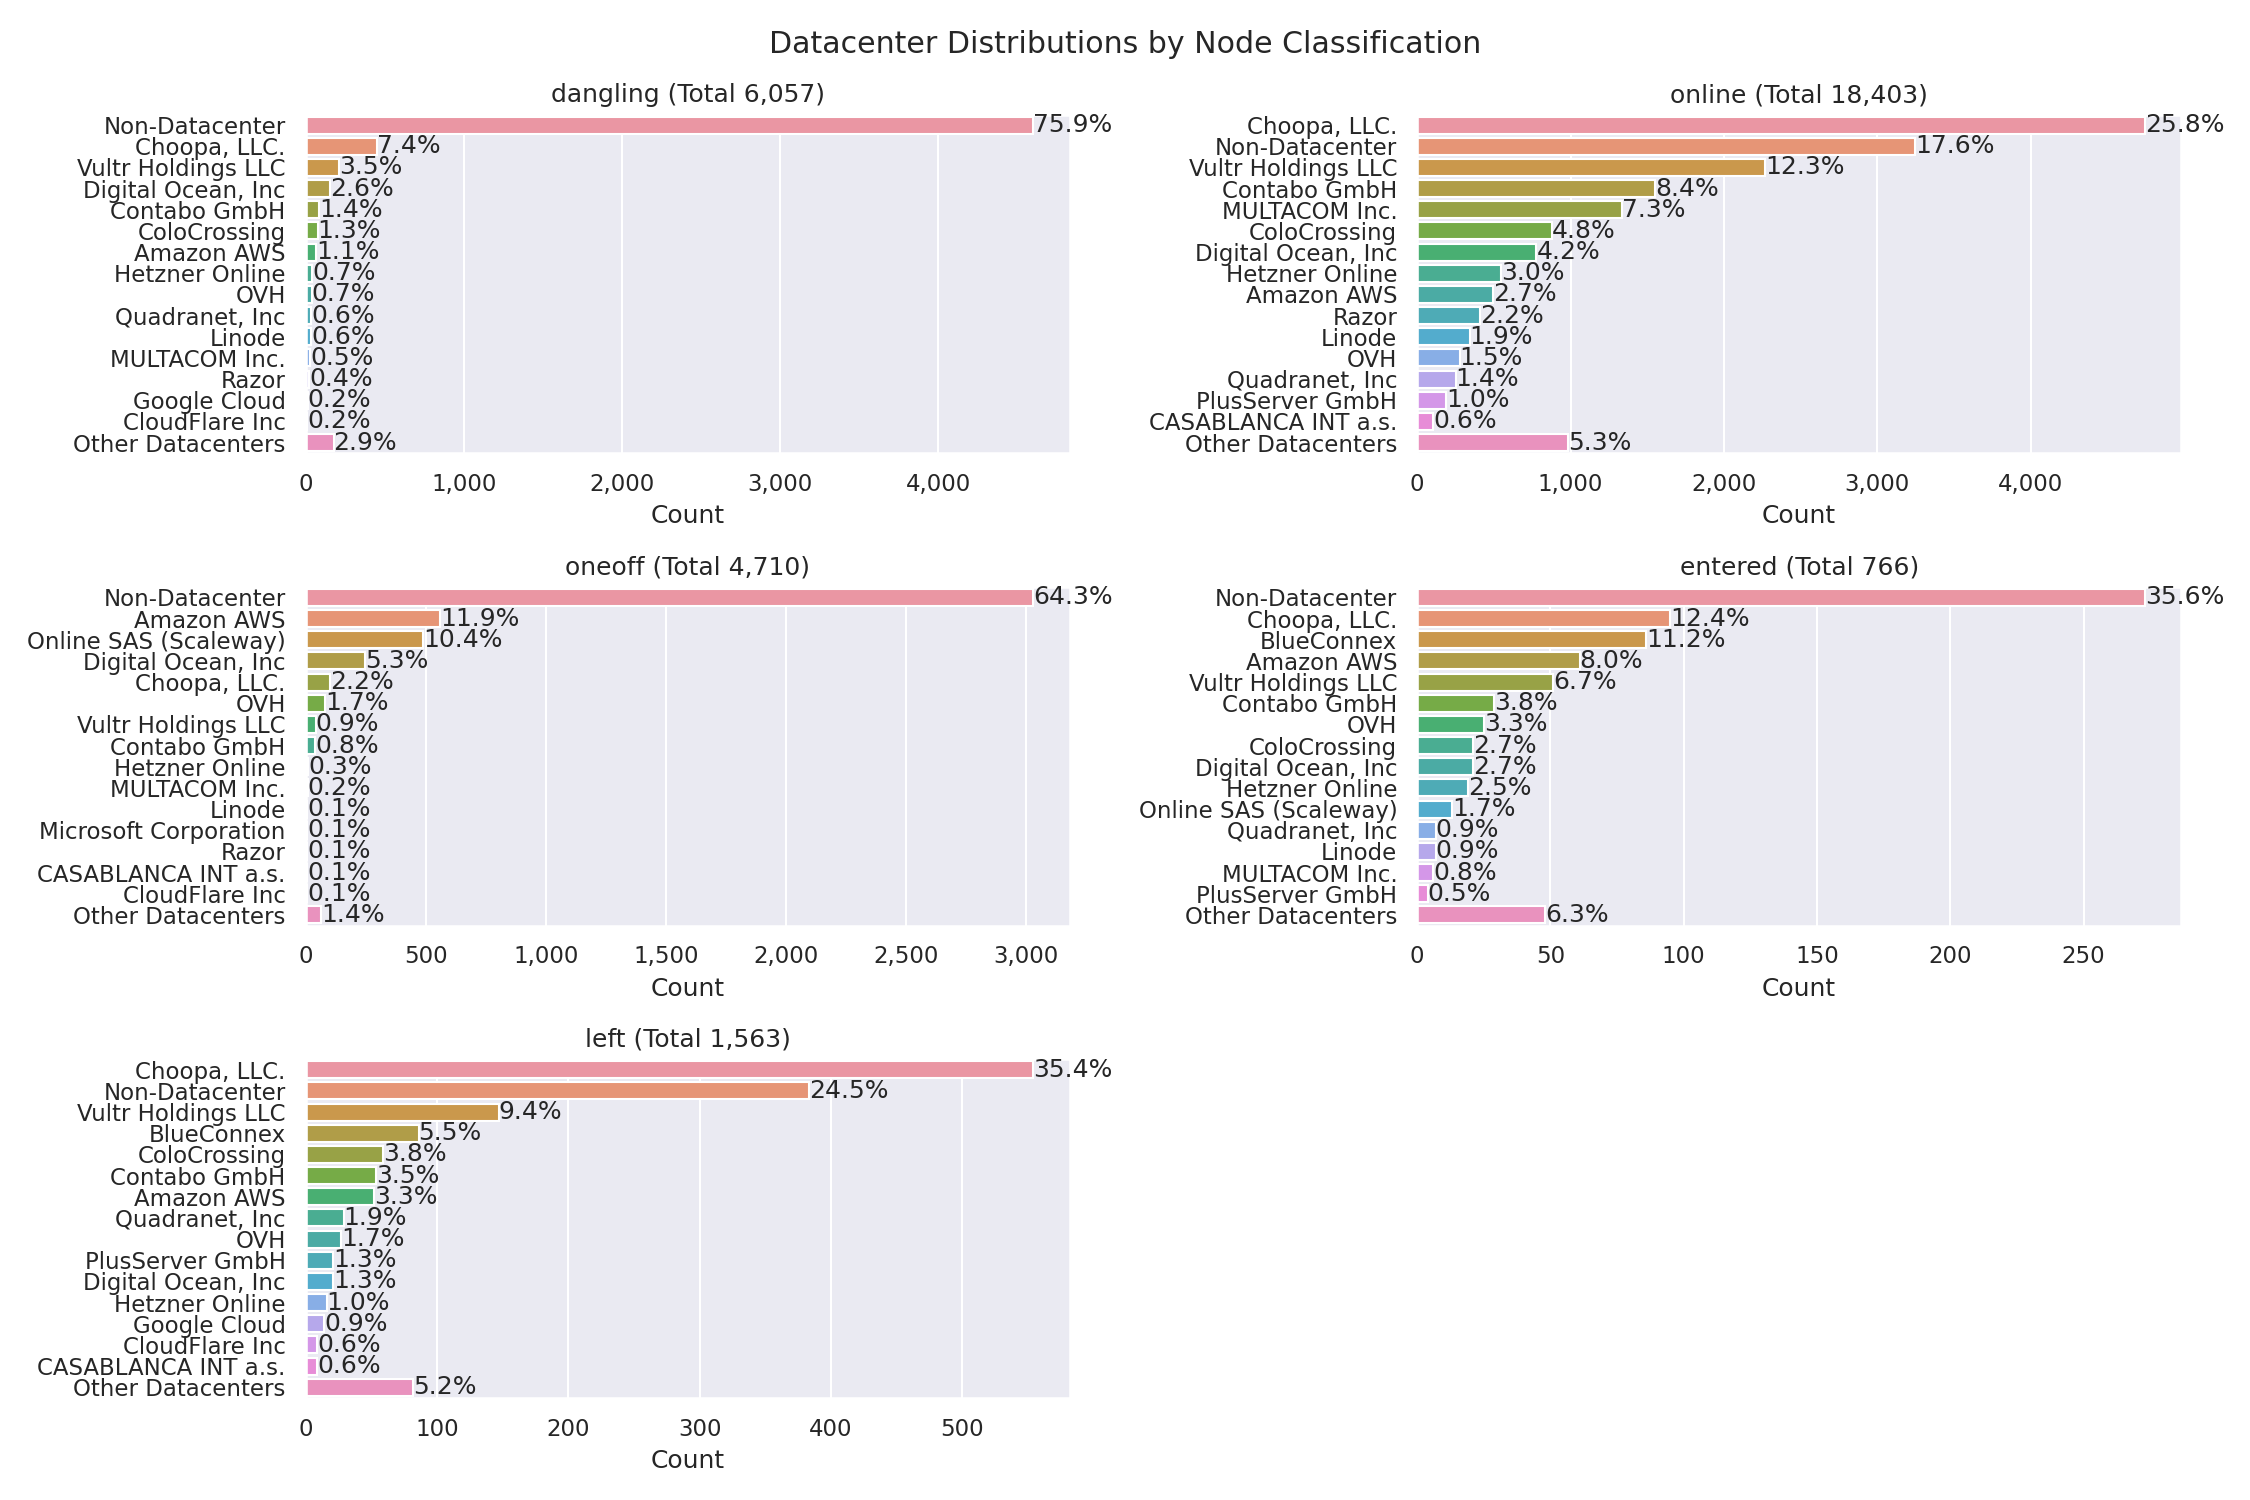 Datacenter Distributions by Node Classification
dangling (Total 6,057)
Non-Datacenter 75.9%
Choopa, LLC. 7.4%
Vultr Holdings LLC 3.5%
Digital Ocean, Inc 2.6%
Contabo GmbH 1.4%
ColoCrossing 1.3%
Amazon AWS 1.1%
Hetzner Online 0.7%
OVH 0.7%
Quadranet, Inc 0.6%
Linode 0.6%
MULTACOM Inc. 0.5%
Razor 0.4%
Google Cloud 0.2%
CloudFlare Inc 0.2%
Other Datacenters 2.9%
0 1,000 2,000 3,000 4,000
Count
online (Total 18,403)
Choopa, LLC. 25.8%
Non-Datacenter 17.6%
Vultr Holdings LLC 12.3%
Contabo GmbH 8.4%
MULTACOM Inc. 7.3%
ColoCrossing 4.8%
Digital Ocean, Inc 4.2%
Hetzner Online 3.0%
Amazon AWS 2.7%
Razor 2.2%
Linode 1.9%
OVH 1.5%
Quadranet, Inc 1.4%
PlusServer GmbH 1.0%
CASABLANCA INT a.s. 0.6%
Other Datacenters 5.3%
0 1,000 2,000 3,000 4,000
Count
oneoff (Total 4,710)
Non-Datacenter 64.3%
Amazon AWS 11.9%
Online SAS (Scaleway) 10.4%
Digital Ocean, Inc 5.3%
Choopa, LLC. 2.2%
OVH 1.7%
Vultr Holdings LLC 0.9%
Contabo GmbH 0.8%
Hetzner Online 0.3%
MULTACOM Inc. 0.2%
Linode 0.1%
Microsoft Corporation 0.1%
Razor 0.1%
CASABLANCA INT a.s. 0.1%
CloudFlare Inc 0.1%
Other Datacenters 1.4%
0 500 1,000 1,500 2,000 2,500 3,000
Count
entered (Total 766)
Non-Datacenter 35.6%
Choopa, LLC. 12.4%
BlueConnex 11.2%
Amazon AWS 8.0%
Vultr Holdings LLC 6.7%
Contabo GmbH 3.8%
OVH 3.3%
ColoCrossing 2.7%
Digital Ocean, Inc 2.7%
Hetzner Online 2.5%
Online SAS (Scaleway) 1.7%
Quadranet, Inc 0.9%
Linode 0.9%
MULTACOM Inc. 0.8%
PlusServer GmbH 0.5%
Other Datacenters 6.3%
0 50 100 150 200 250
Count
left (Total 1,563)
Choopa, LLC. 35.4%
Non-Datacenter 24.5%
Vultr Holdings LLC 9.4%
BlueConnex 5.5%
ColoCrossing 3.8%
Contabo GmbH 3.5%
Amazon AWS 3.3%
Quadranet, Inc 1.9%
OVH 1.7%
PlusServer GmbH 1.3%
Digital Ocean, Inc 1.3%
Hetzner Online 1.0%
Google Cloud 0.9%
CloudFlare Inc 0.6%
CASABLANCA INT a.s. 0.6%
Other Datacenters 5.2%
0 100 200 300 400 500
Count